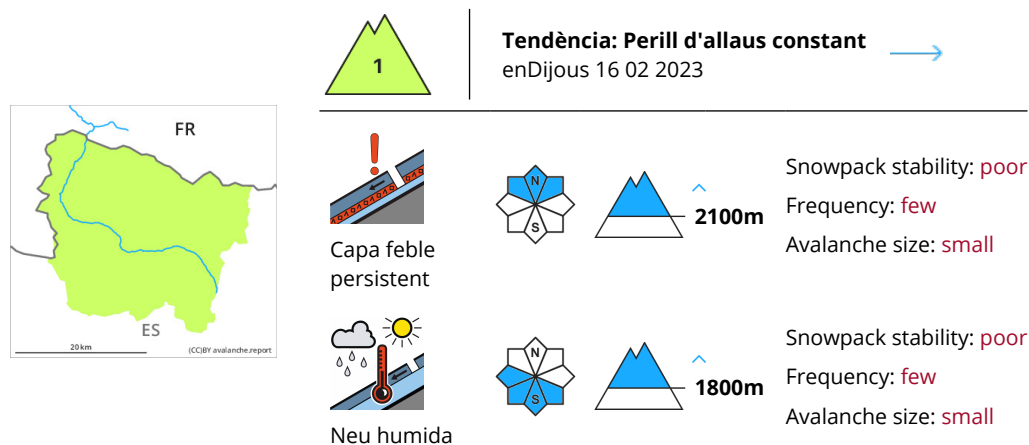 1
Tendència: Perill d'allaus constant
enDijous 16 02 2023
FR
ES
20 km
(CC)BY avalanche.report
N
S
2100m
Capa feble
persistent
Snowpack stability: poor
Frequency: few
Avalanche size: small
N
S
1800m
Neu humida
Snowpack stability: poor
Frequency: few
Avalanche size: small